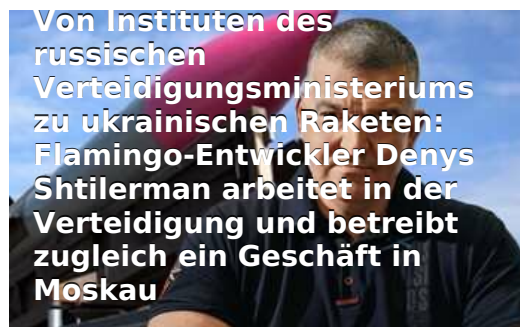 Von Instituten des
russischen
Verteidigungsministeriums
zu ukrainischen Raketen:
Flamingo-Entwickler Denys
Shtilerman arbeitet in der
Verteidigung und betreibt
zugleich ein Geschäft in
Moskau